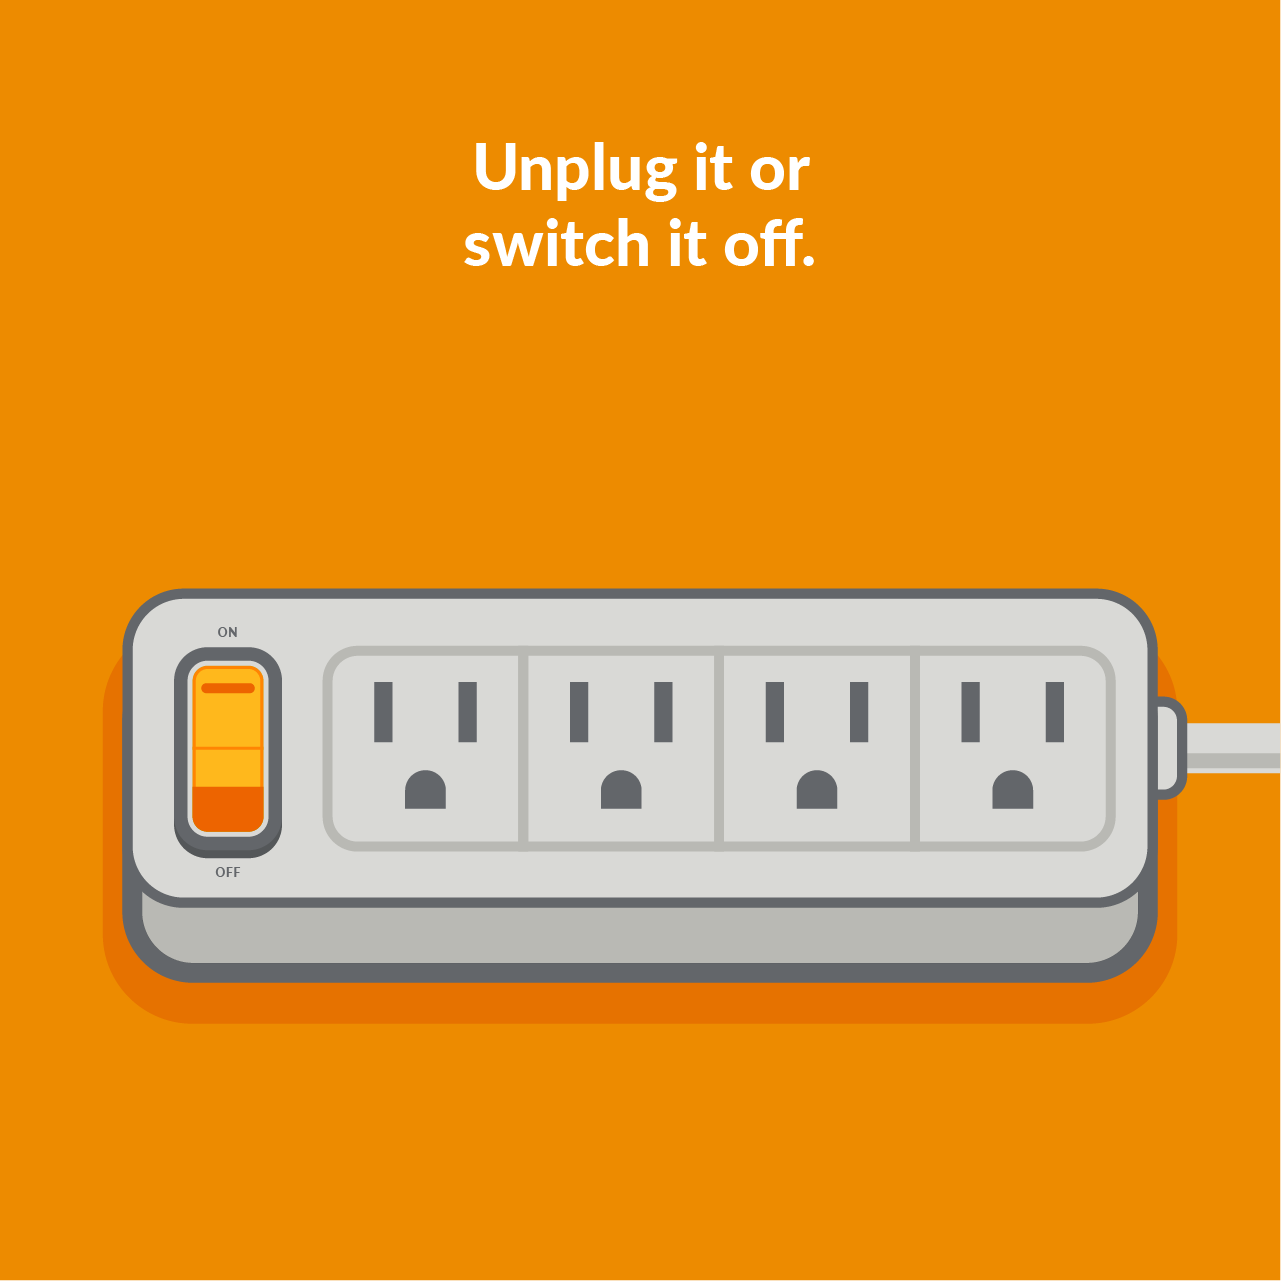 Unplug it or
switch it off.
ON
OFF